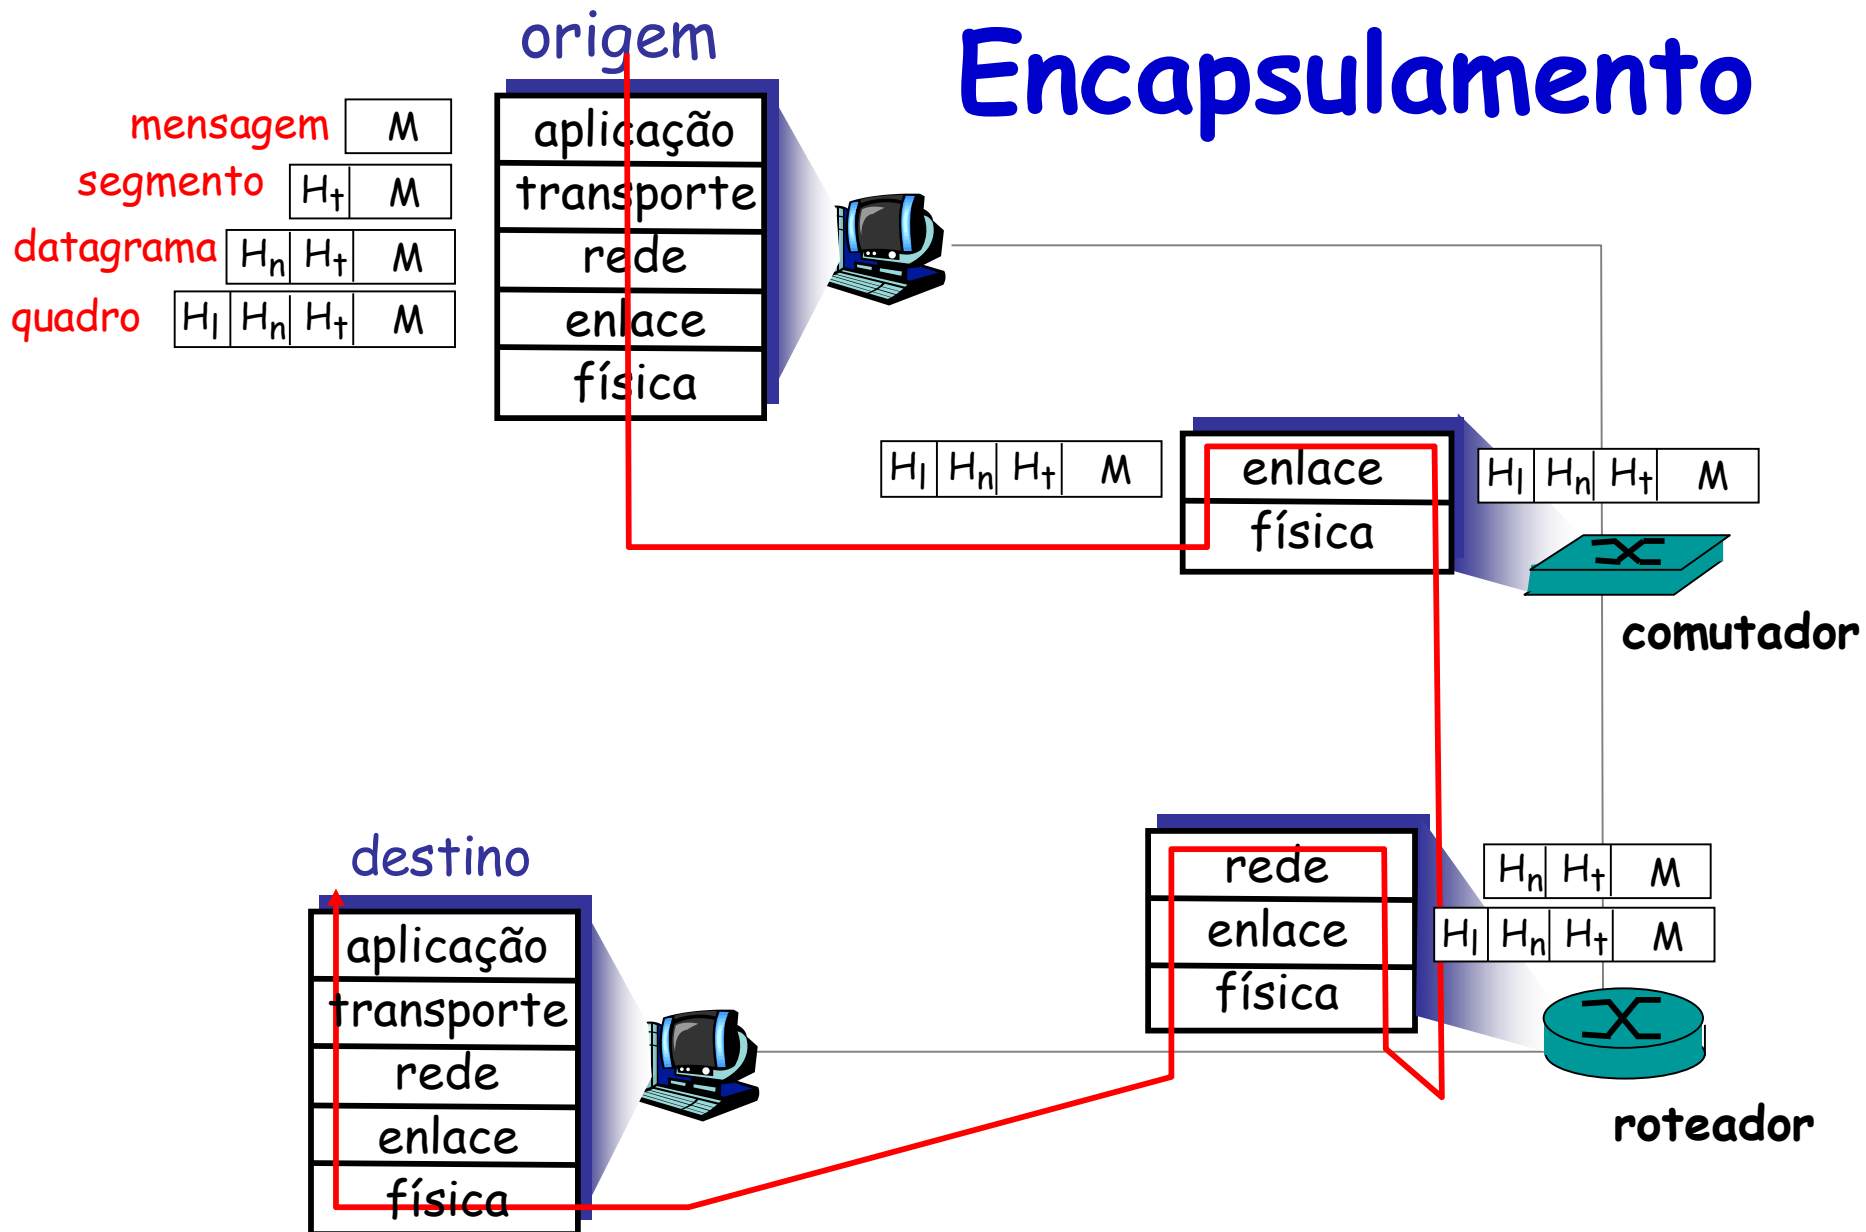 origem
Encapsulamento
mensagem M
segmento Ht M
datagrama Hn Ht M
quadro Hl Hn Ht M
aplicação
transporte
rede
enlace
física
Hl Hn Ht M
enlace
física
Hl Hn Ht M
comutador
destino
aplicação
transporte
rede
enlace
física
rede
enlace
física
Hn Ht M
Hl Hn Ht M
roteador